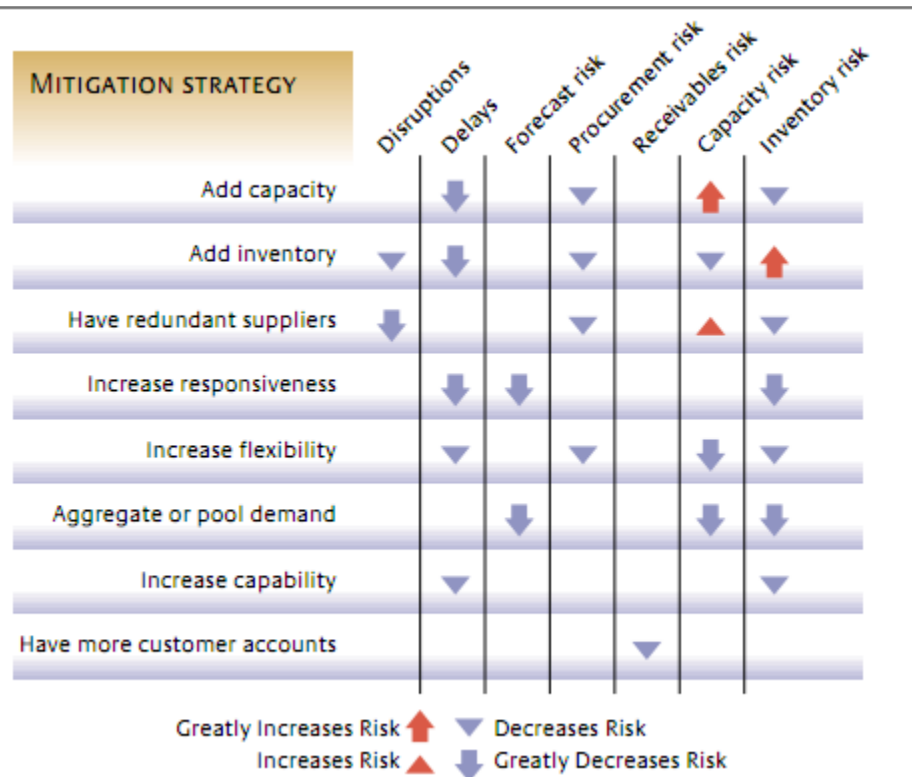 MITIGATION STRATEGY
Disruptions
Delays
Forecast risk
Procurement risk
Receivables risk
Capacity risk
Inventory risk
Add capacity
Add inventory
Have redundant suppliers
Increase responsiveness
Increase flexibility
Aggregate or pool demand
Increase capability
Have more customer accounts
Greatly Increases Risk Decreases Risk
Increases Risk Greatly Decreases Risk